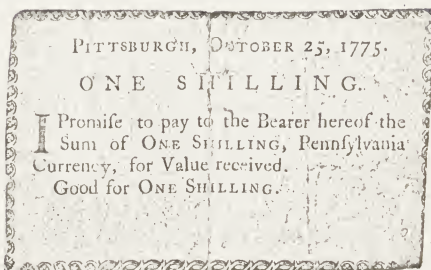 PITTSBURGH, OCTOBER 25, 1775.
ONE SHILLING.
I Promiſe to pay to the Bearer hereof the
Sum of ONE SHILLING, Pennſylvania
Currency, for Value received.
Good for ONE SHILLING.